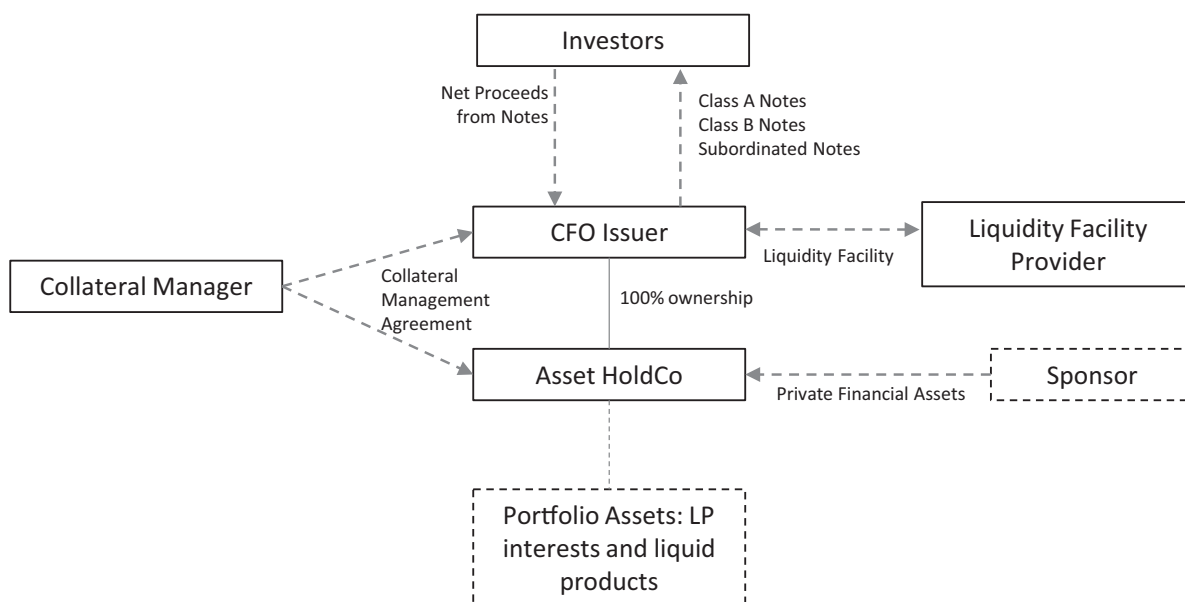 Investors
Net Proceeds
from Notes
Class A Notes
Class B Notes
Subordinated Notes
CFO Issuer
Liquidity Facility
Liquidity Facility
Provider
Collateral Manager
Collateral
Management
Agreement
100% ownership
Asset HoldCo
Private Financial Assets
Sponsor
Portfolio Assets: LP
interests and liquid
products